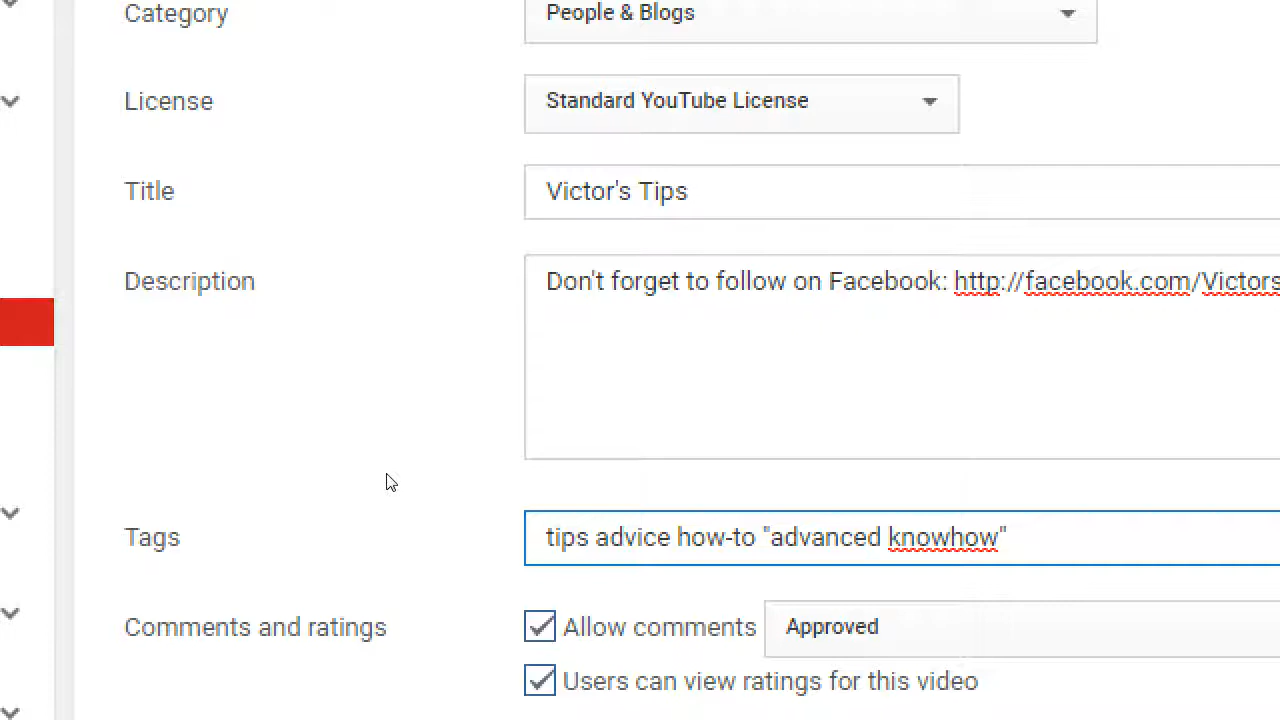 Category
People & Blogs
License
Standard YouTube License
Title
Victor's Tips
Description
Don't forget to follow on Facebook: http://facebook.com/Victors
Tags
tips advice how-to "advanced knowhow"
Comments and ratings
Allow comments
Approved
Users can view ratings for this video